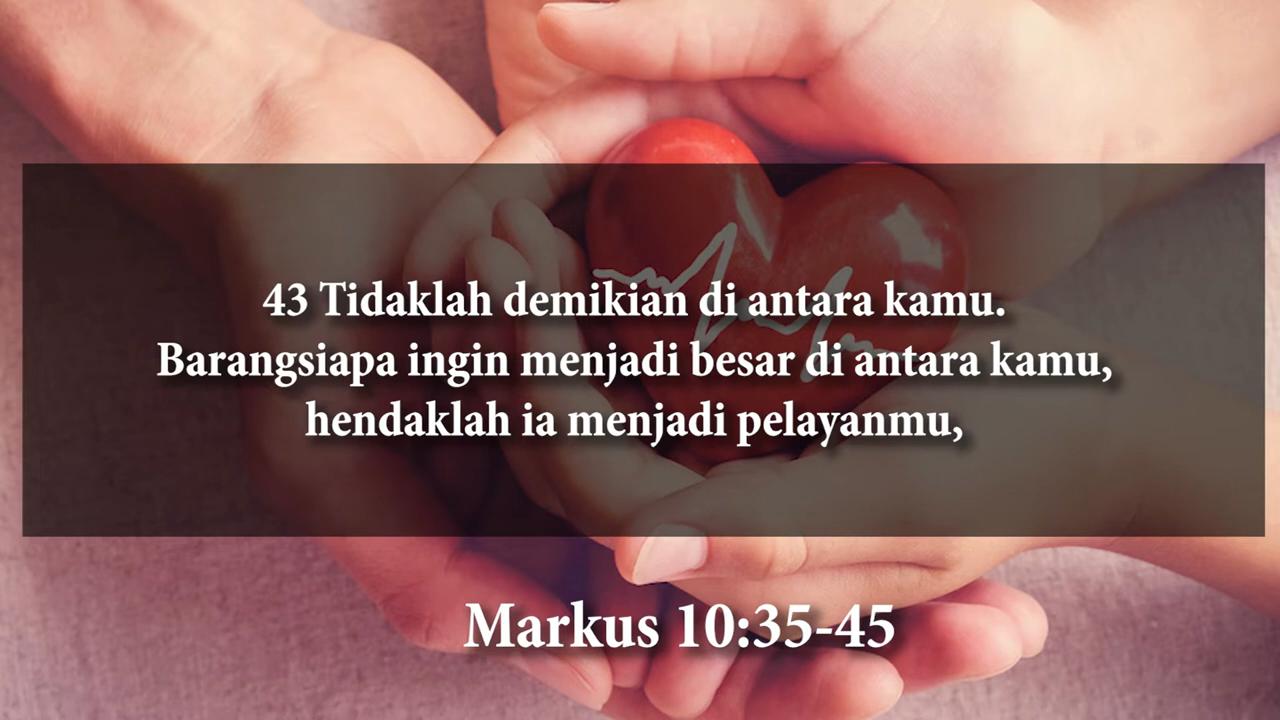 43 Tidaklah demikian di antara kamu.
Barangsiapa ingin menjadi besar di antara kamu,
hendaklah ia menjadi pelayanmu,
Markus 10:35-45